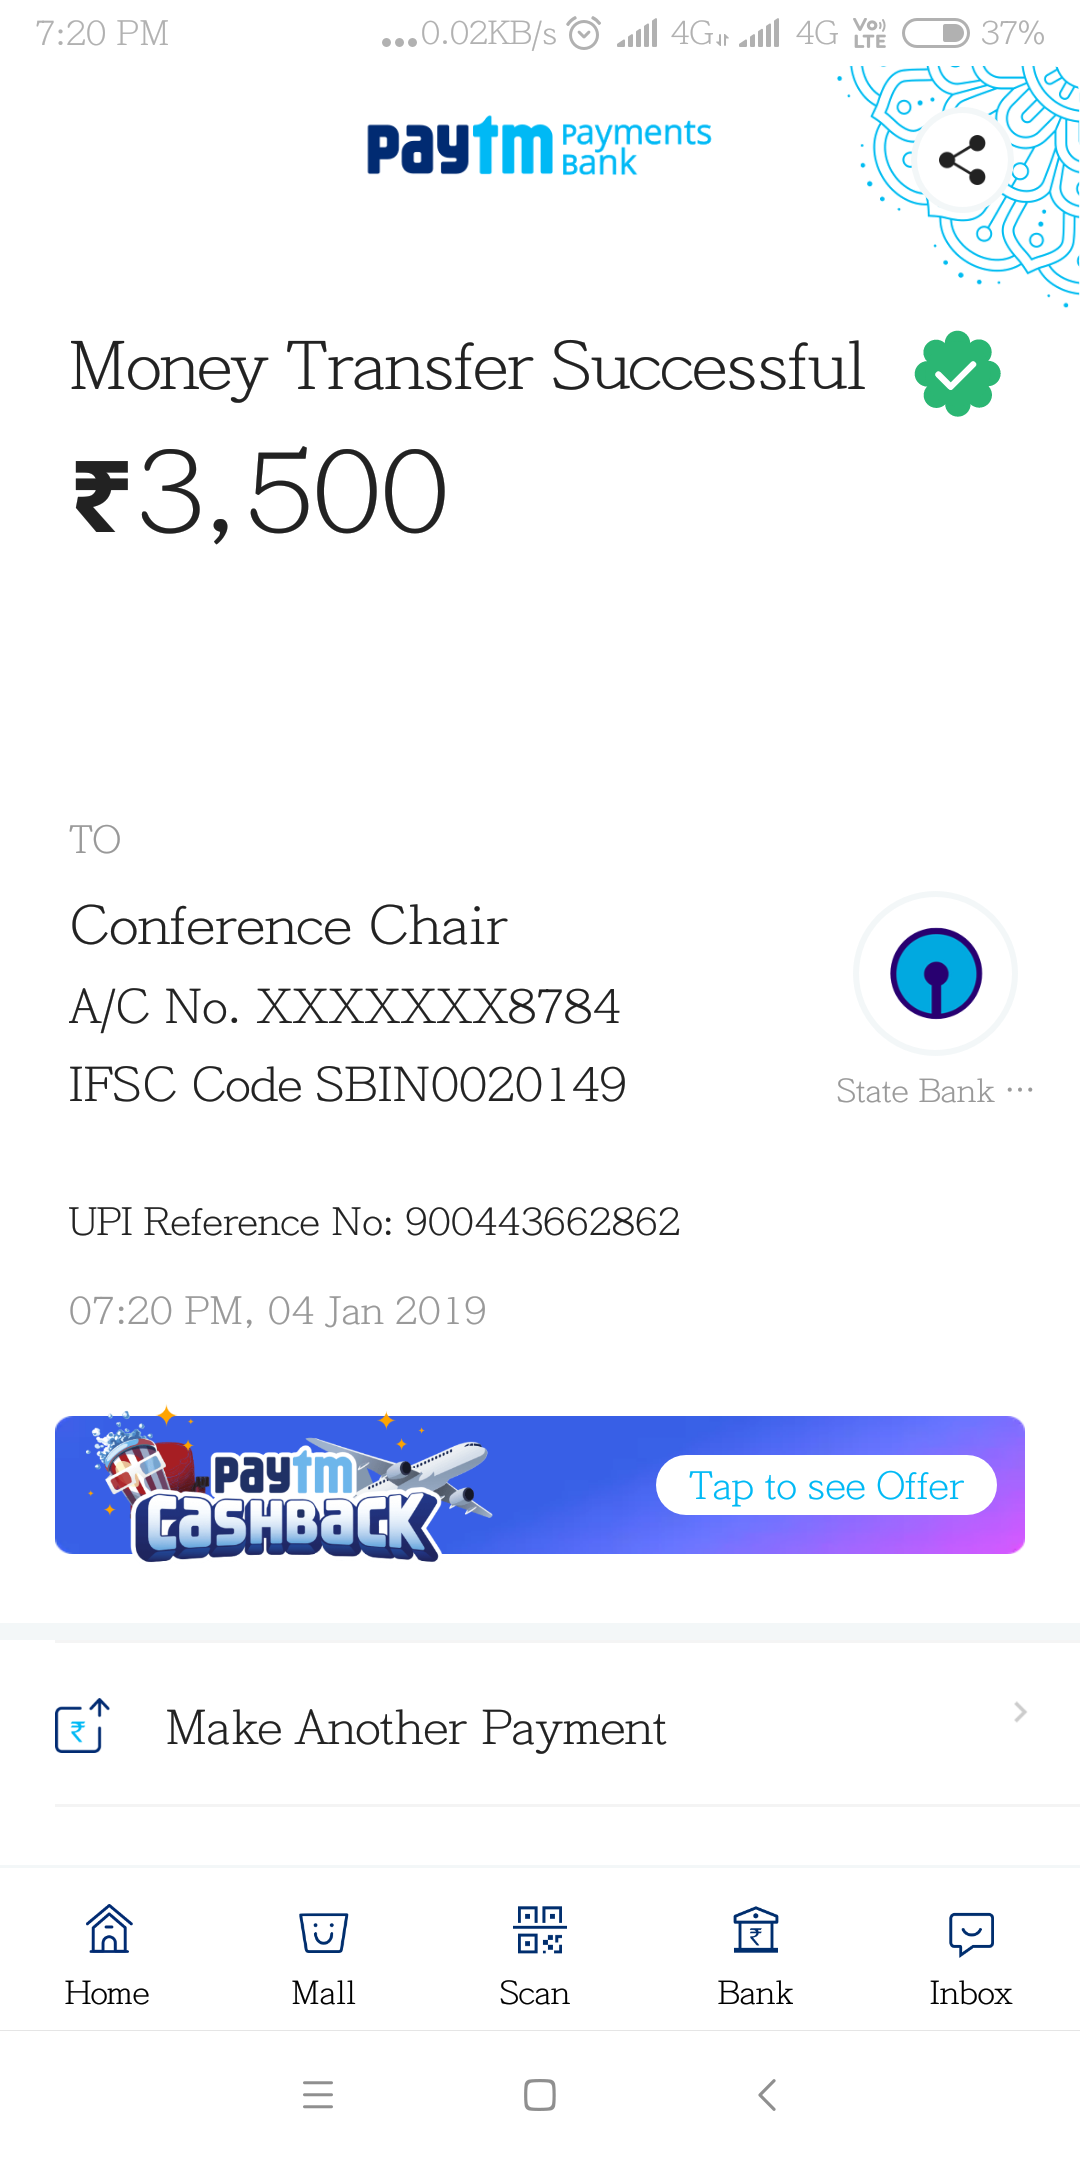 7:20 PM ...0.02KB/s 4G 4G Vo) LTE 37%
paytm Payments Bank
Money Transfer Successful
₹3,500
TO
Conference Chair
A/C No. XXXXXXX8784
IFSC Code SBIN0020149
State Bank ...
UPI Reference No: 900443662862
07:20 PM, 04 Jan 2019
paytm
CASHBACK
Tap to see Offer
Make Another Payment
Home Mall Scan Bank Inbox